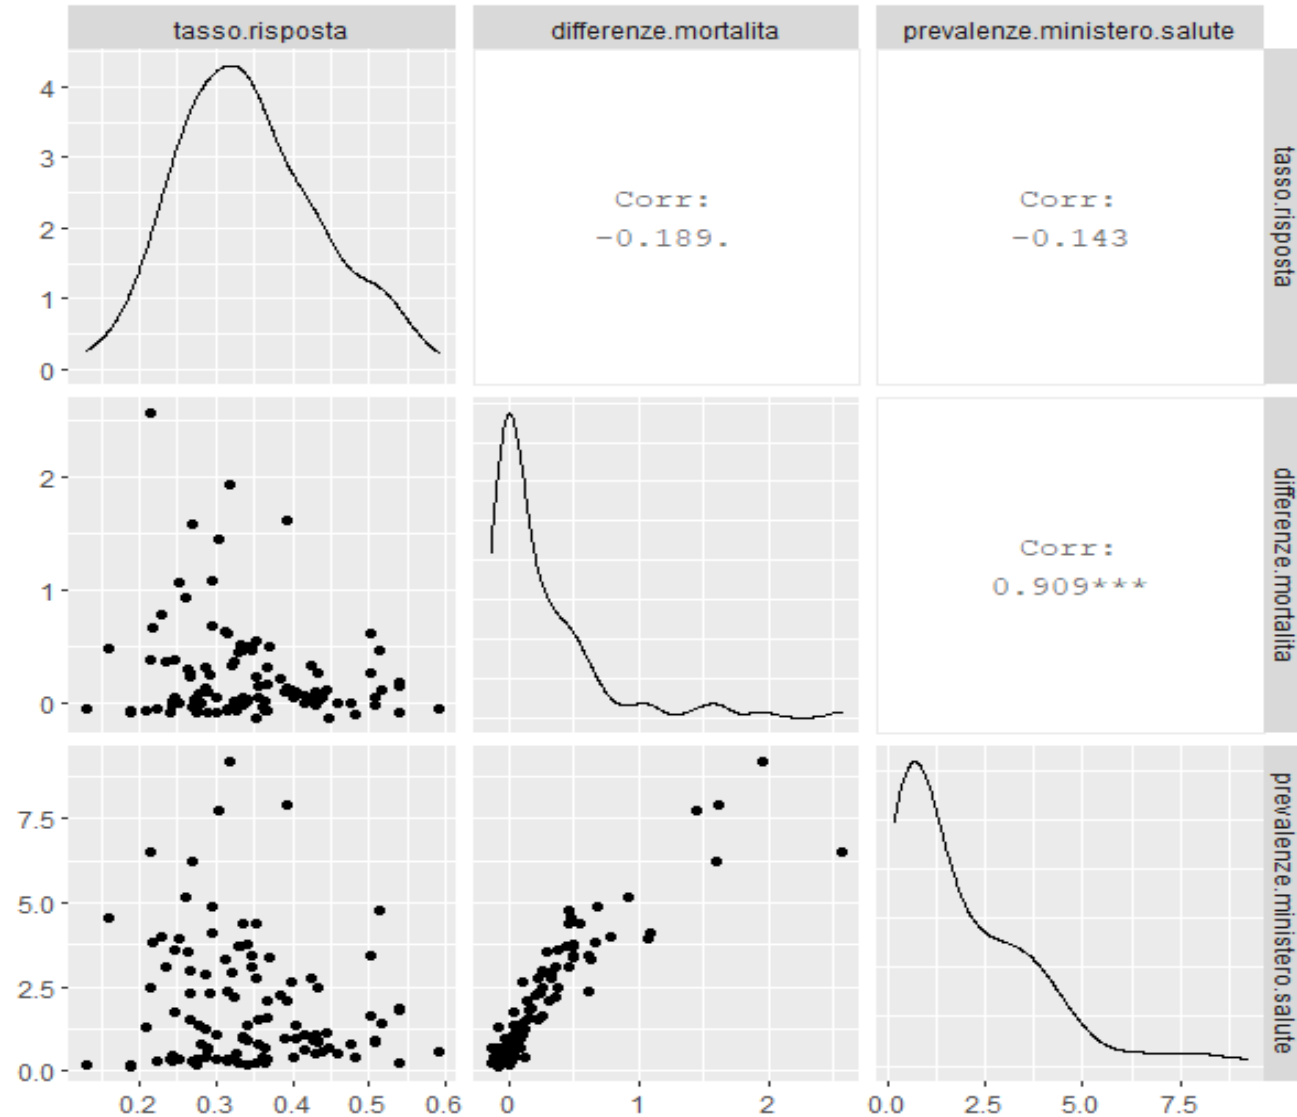 tasso.risposta
differenze.mortalita
prevalenze.ministero.salute
4
3
2
1
0
Corr:
-0.189.
Corr:
-0.143
tasso.risposta
2
1
0
Corr:
0.909***
differenze.mortalita
7.5
5.0
2.5
0.0
prevalenze.ministero.salute
0.2 0.3 0.4 0.5 0.6
0 1 2
0.0 2.5 5.0 7.5